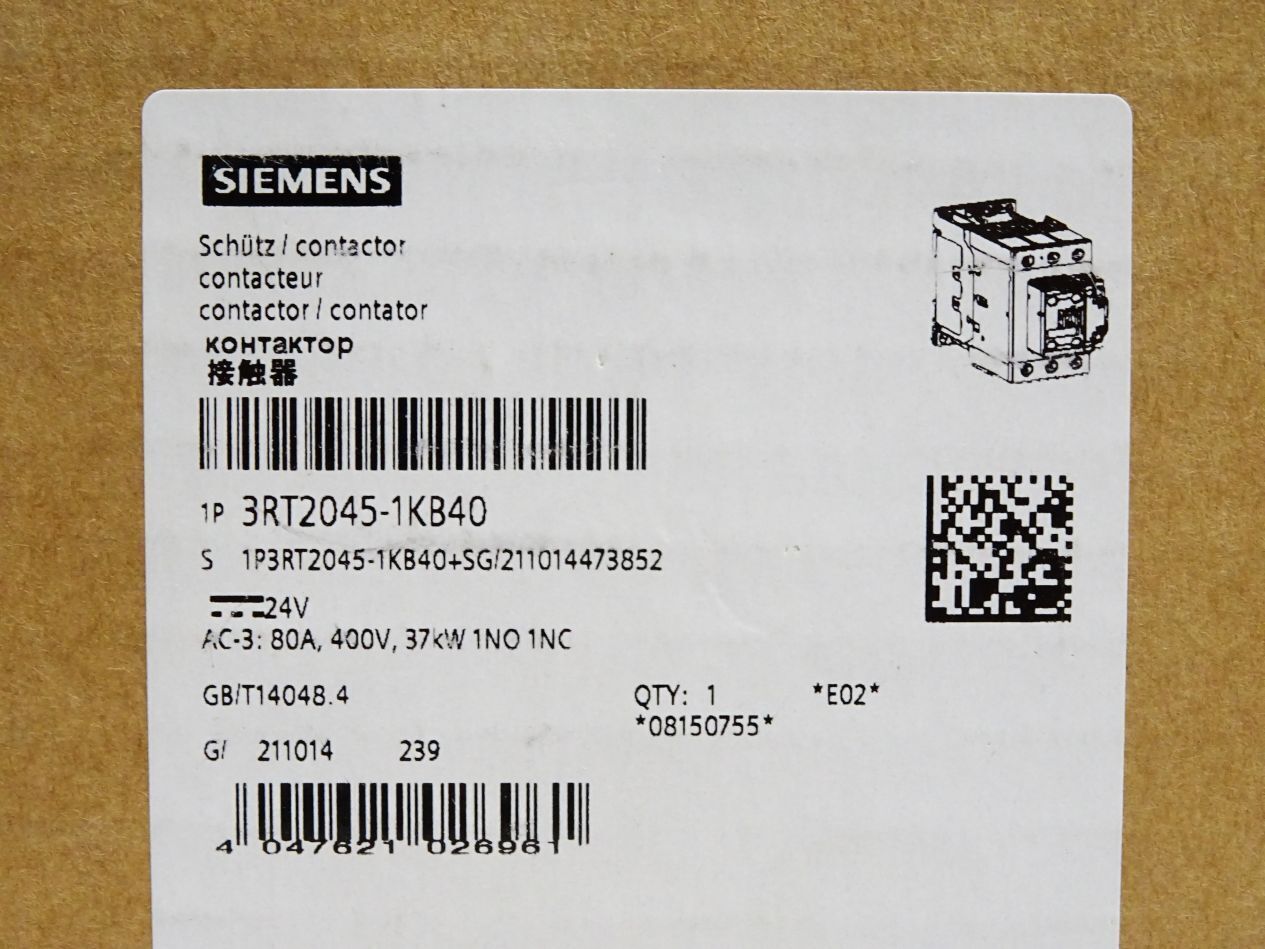 SIEMENS
Schütz / contactor
contacteur
contactor / contator
контактор
接触器
1P 3RT2045-1KB40
S 1P3RT2045-1KB40+SG/211014473852
24V
AC-3: 80A, 400V, 37kW 1NO 1NC
GB/T14048.4 QTY: 1 *E02*
*08150755*
G/ 211014 239
4 047621 026961